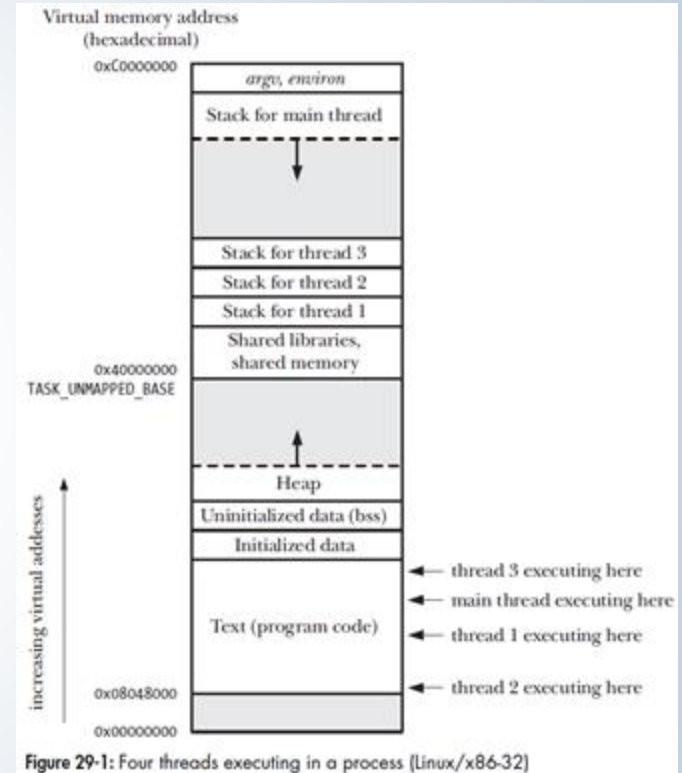 Virtual memory address
(hexadecimal)
0xC0000000
argv, environ
Stack for main thread
Stack for thread 3
Stack for thread 2
Stack for thread 1
Shared libraries,
shared memory
0x40000000
TASK_UNMAPPED_BASE
Heap
Uninitialized data (bss)
Initialized data
thread 3 executing here
main thread executing here
Text (program code)
thread 1 executing here
thread 2 executing here
0x08048000
0x00000000
increasing virtual addesses
Figure 29-1: Four threads executing in a process (Linux/x86-32)